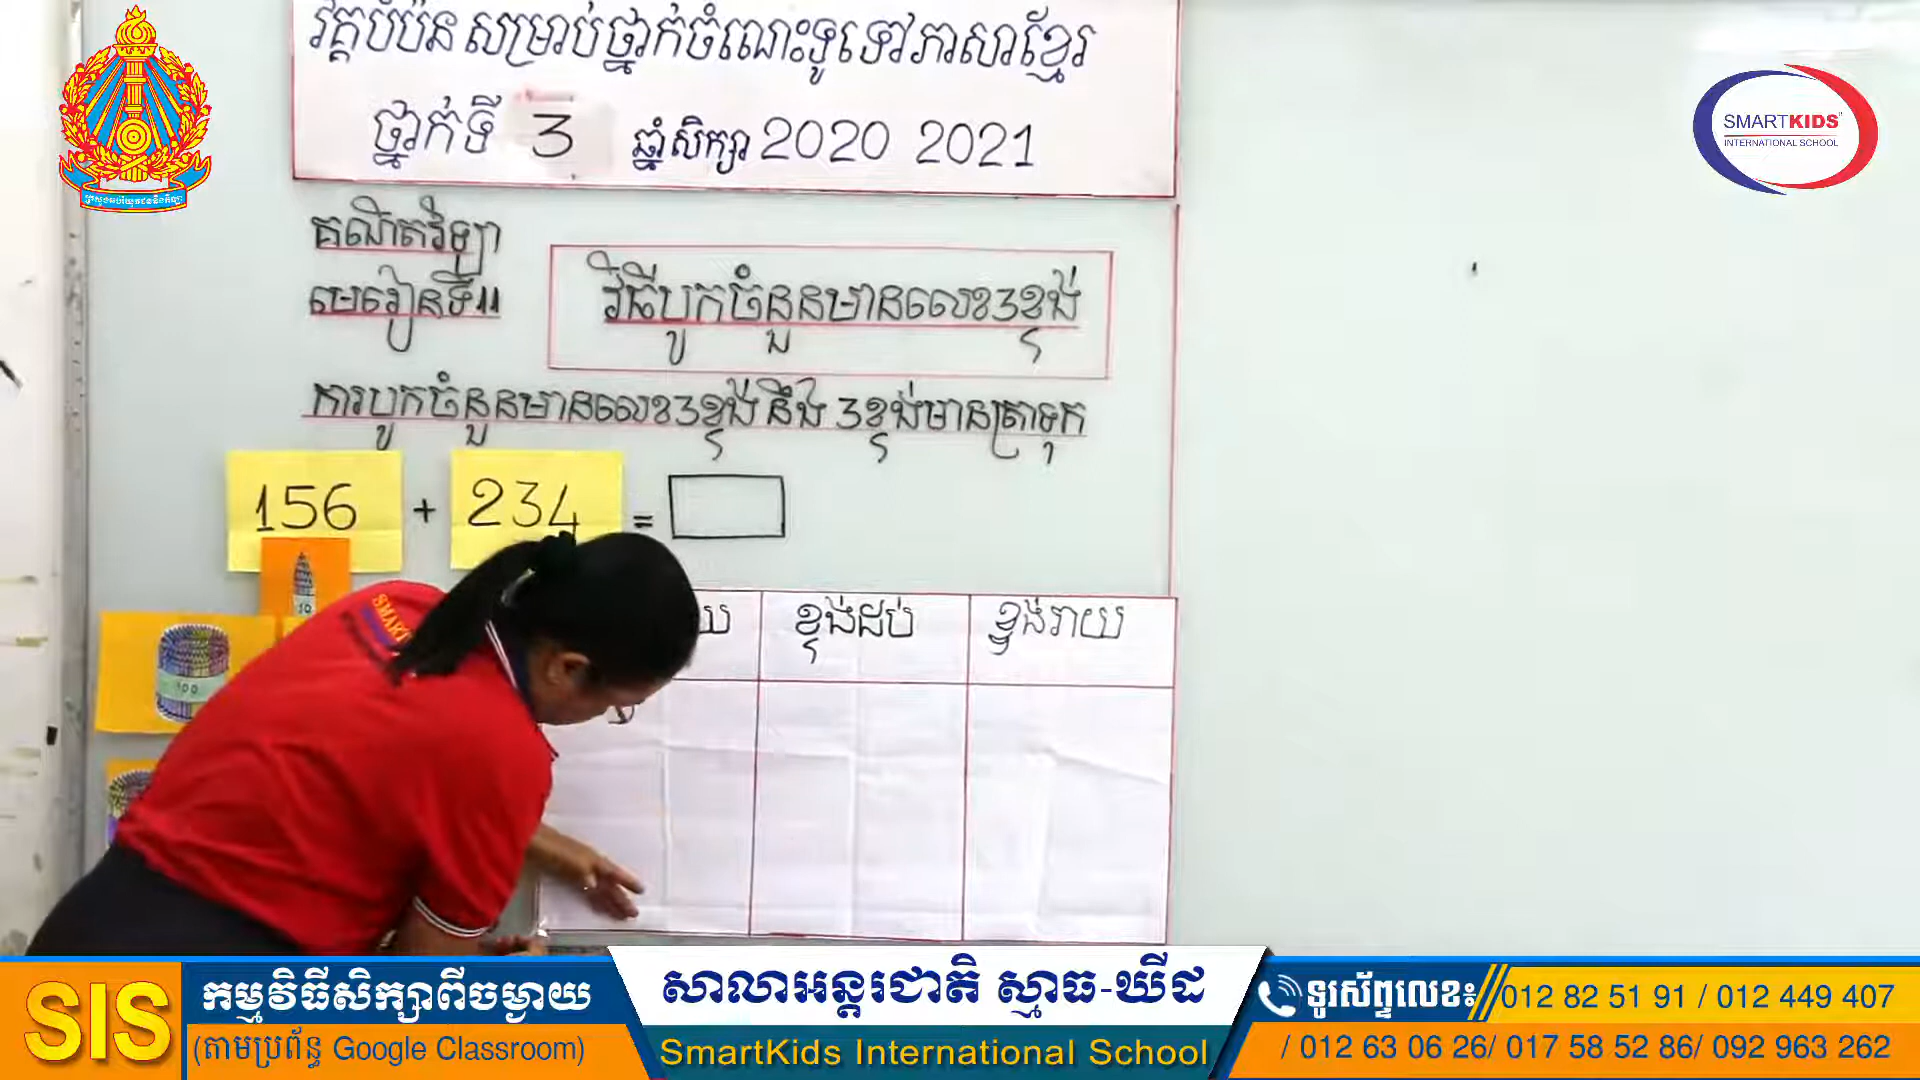 វគ្គបំប៉ន សម្រាប់ថ្នាក់ចំណេះទូទៅភាសាខ្មែរ
ថ្នាក់ទី 3 ឆ្នាំសិក្សា 2020 2021
គណិតវិទ្យា
មេរៀនទី11
វិធីបូកចំនួនមានលេខ3ខ្ទង់
ការបូកចំនួនមានលេខ3ខ្ទង់ នឹង 3ខ្ទង់មានត្រាទុក
156 + 234 =
10
100
យ ខ្ទង់ដប់ ខ្ទង់រាយ
SMARTKIDS
INTERNATIONAL SCHOOL
SIS
កម្មវិធីសិក្សាពីចម្ងាយ
(តាមប្រព័ន្ធ Google Classroom)
សាលាអន្តរជាតិ ស្មាធ-ឃីដ
SmartKids International School
ទូរស័ព្ទលេខ៖ 012 82 51 91 / 012 449 407
/ 012 63 06 26/ 017 58 52 86/ 092 963 262